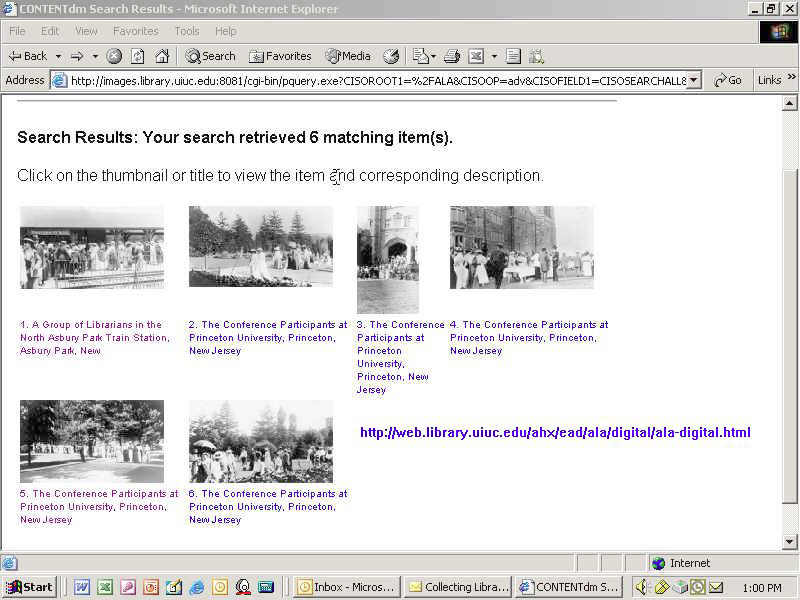 CONTENTdm Search Results - Microsoft Internet Explorer
File Edit View Favorites Tools Help
Back Search Favorites Media
Address http://images.library.uiuc.edu:8081/cgi-bin/pquery.exe?CISOROOT1=%2FALA&CISOOP=adv&CISOFIELD1=CISOSEARCHALL& Go Links »
Search Results: Your search retrieved 6 matching item(s).
Click on the thumbnail or title to view the item and corresponding description.
1. A Group of Librarians in the
North Asbury Park Train Station,
Asbury Park, New
2. The Conference Participants at
Princeton University, Princeton,
New Jersey
3. The Conference
Participants at
Princeton
University,
Princeton, New
Jersey
4. The Conference Participants at
Princeton University, Princeton,
New Jersey
http://web.library.uiuc.edu/ahx/ead/ala/digital/ala-digital.html
5. The Conference Participants at
Princeton University, Princeton,
New Jersey
6. The Conference Participants at
Princeton University, Princeton,
New Jersey
Internet
Start Inbox - Micros... Collecting Libra... CONTENTdm S... 1:00 PM